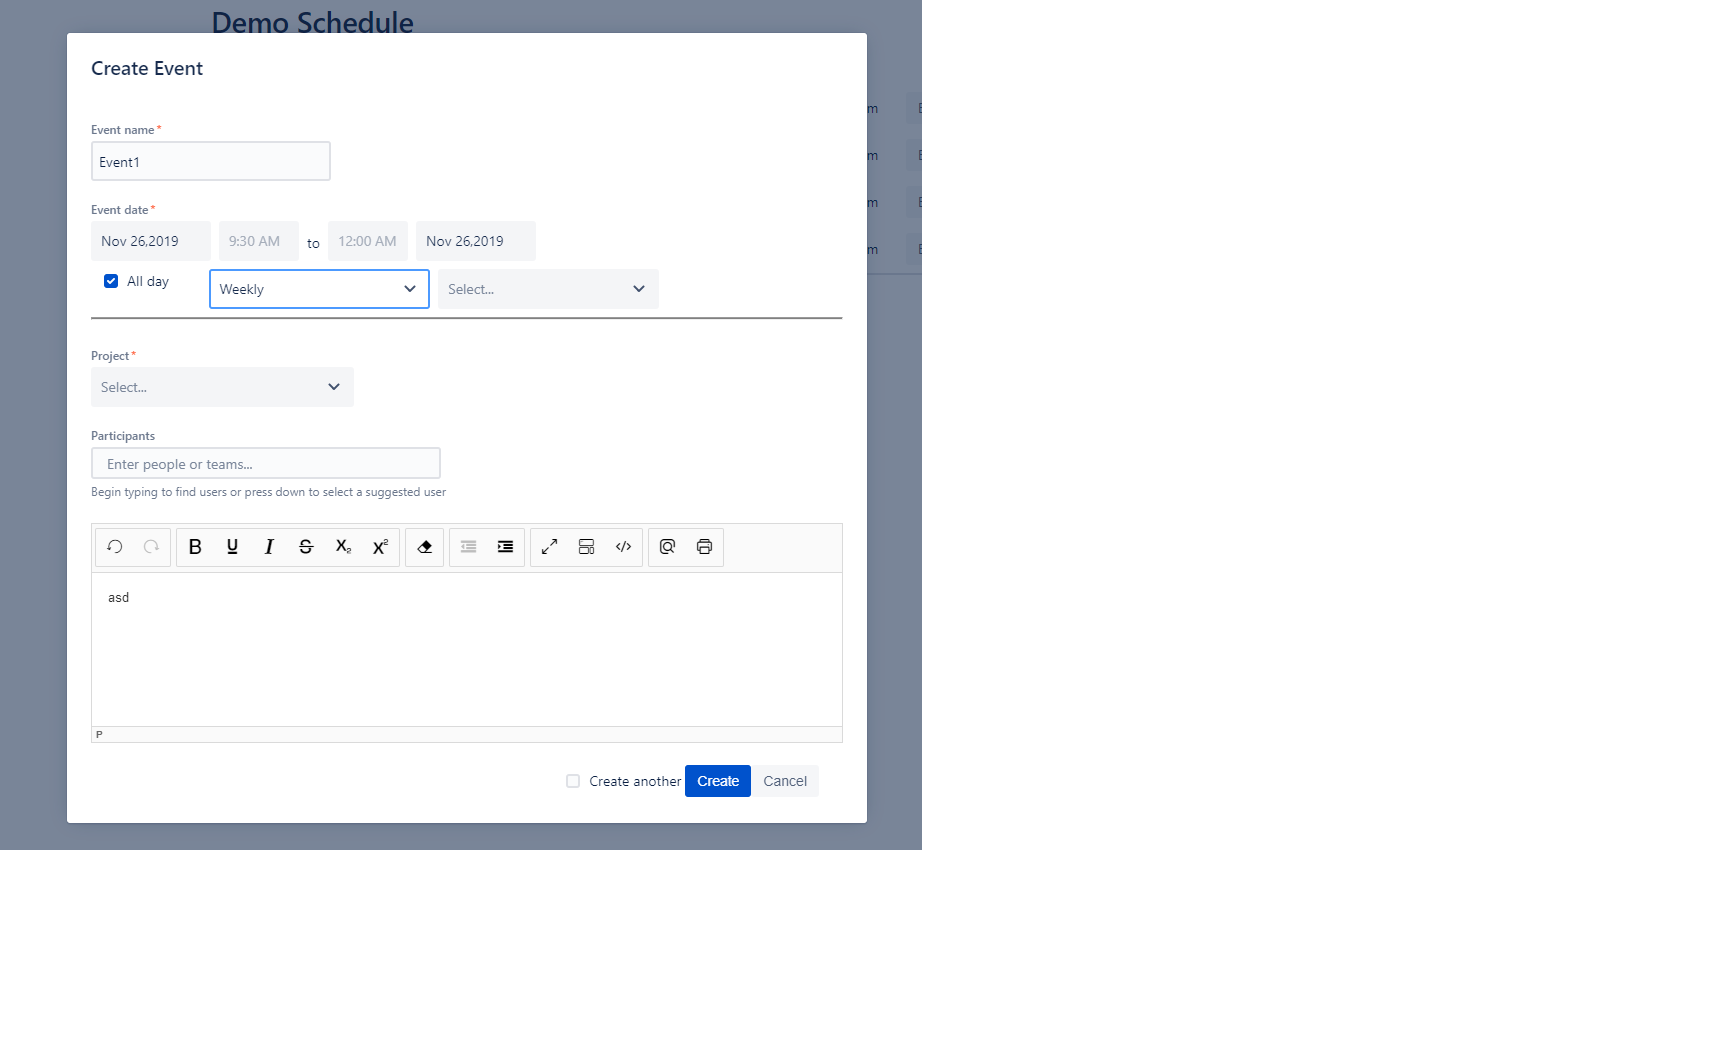 Demo Schedule
Create Event
Event name*
Event1
Event date*
Nov 26,2019 9:30 AM to 12:00 AM Nov 26,2019
All day Weekly Select...
Project*
Select...
Participants
Enter people or teams...
Begin typing to find users or press down to select a suggested user
B U I S X₂ X² </>
asd
P
Create another Create Cancel